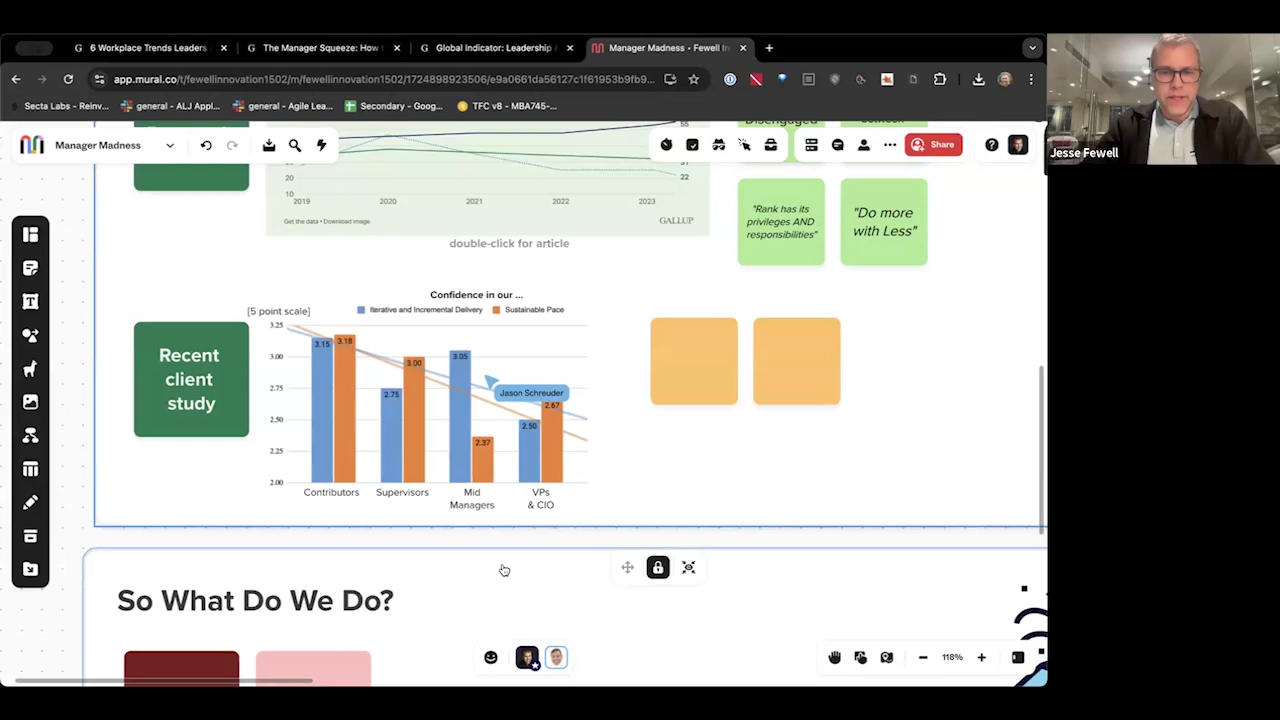 6 Workplace Trends Leaders
The Manager Squeeze: How
Global Indicator: Leadership
Manager Madness • Fewell In
app.mural.co/t/fewellinnovation1502/m/fewellinnovation1502/1724898923506/e9a0661da56127c1f61953b9fb9...
Secta Labs - Reinv...
general - ALJ Appl...
general - Agile Lea...
Secondary - Goog...
TFC v8 - MBA745-...
Jesse Fewell
Manager Madness
Share
Disengaged
55
31
20
22
10
2019
2020
2021
2022
2023
Get the data • Download image
GALLUP
double-click for article
"Rank has its
privileges AND
responsibilities"
"Do more
with Less"
Recent
client
study
Confidence in our ...
[5 point scale]
Iterative and Incremental Delivery
Sustainable Pace
3.25
3.00
2.75
2.50
2.25
2.00
3.15
3.18
2.75
3.00
3.05
2.37
2.50
2.67
Jason Schreuder
Contributors
Supervisors
Mid
Managers
VPs
& CIO
So What Do We Do?
118%